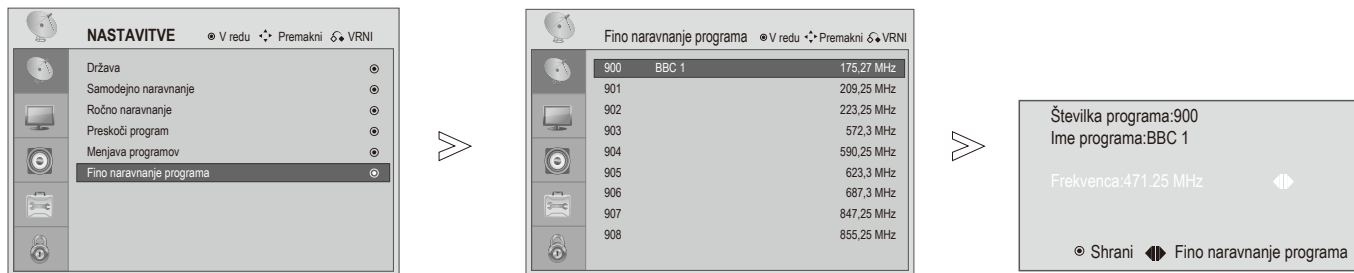 NASTAVITVE V redu Premakni VRNI
Država
Samodejno naravnanje
Ročno naravnanje
Preskoči program
Menjava programov
Fino naravnanje programa
Fino naravnanje programa V redu Premakni VRNI
900 BBC 1 175,27 MHz
901 209,25 MHz
902 223,25 MHz
903 572,3 MHz
904 590,25 MHz
905 623,3 MHz
906 687,3 MHz
907 847,25 MHz
908 855,25 MHz
Številka programa:900
Ime programa:BBC 1
Frekvenca:471.25 MHz
Shrani Fino naravnanje programa